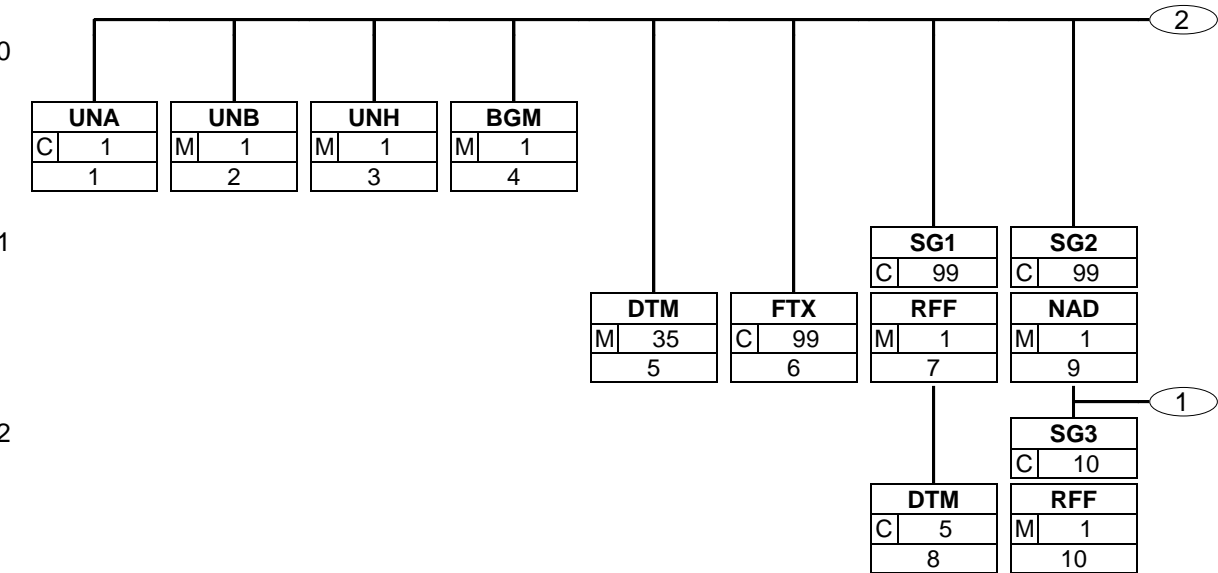 2
0
UNA UNB UNH BGM
C 1 M 1 M 1 M 1
1 2 3 4
1
SG1 SG2
C 99 C 99
DTM FTX RFF NAD
M 35 C 99 M 1 M 1
5 6 7 9
1
2
SG3
C 10
DTM RFF
C 5 M 1
8 10